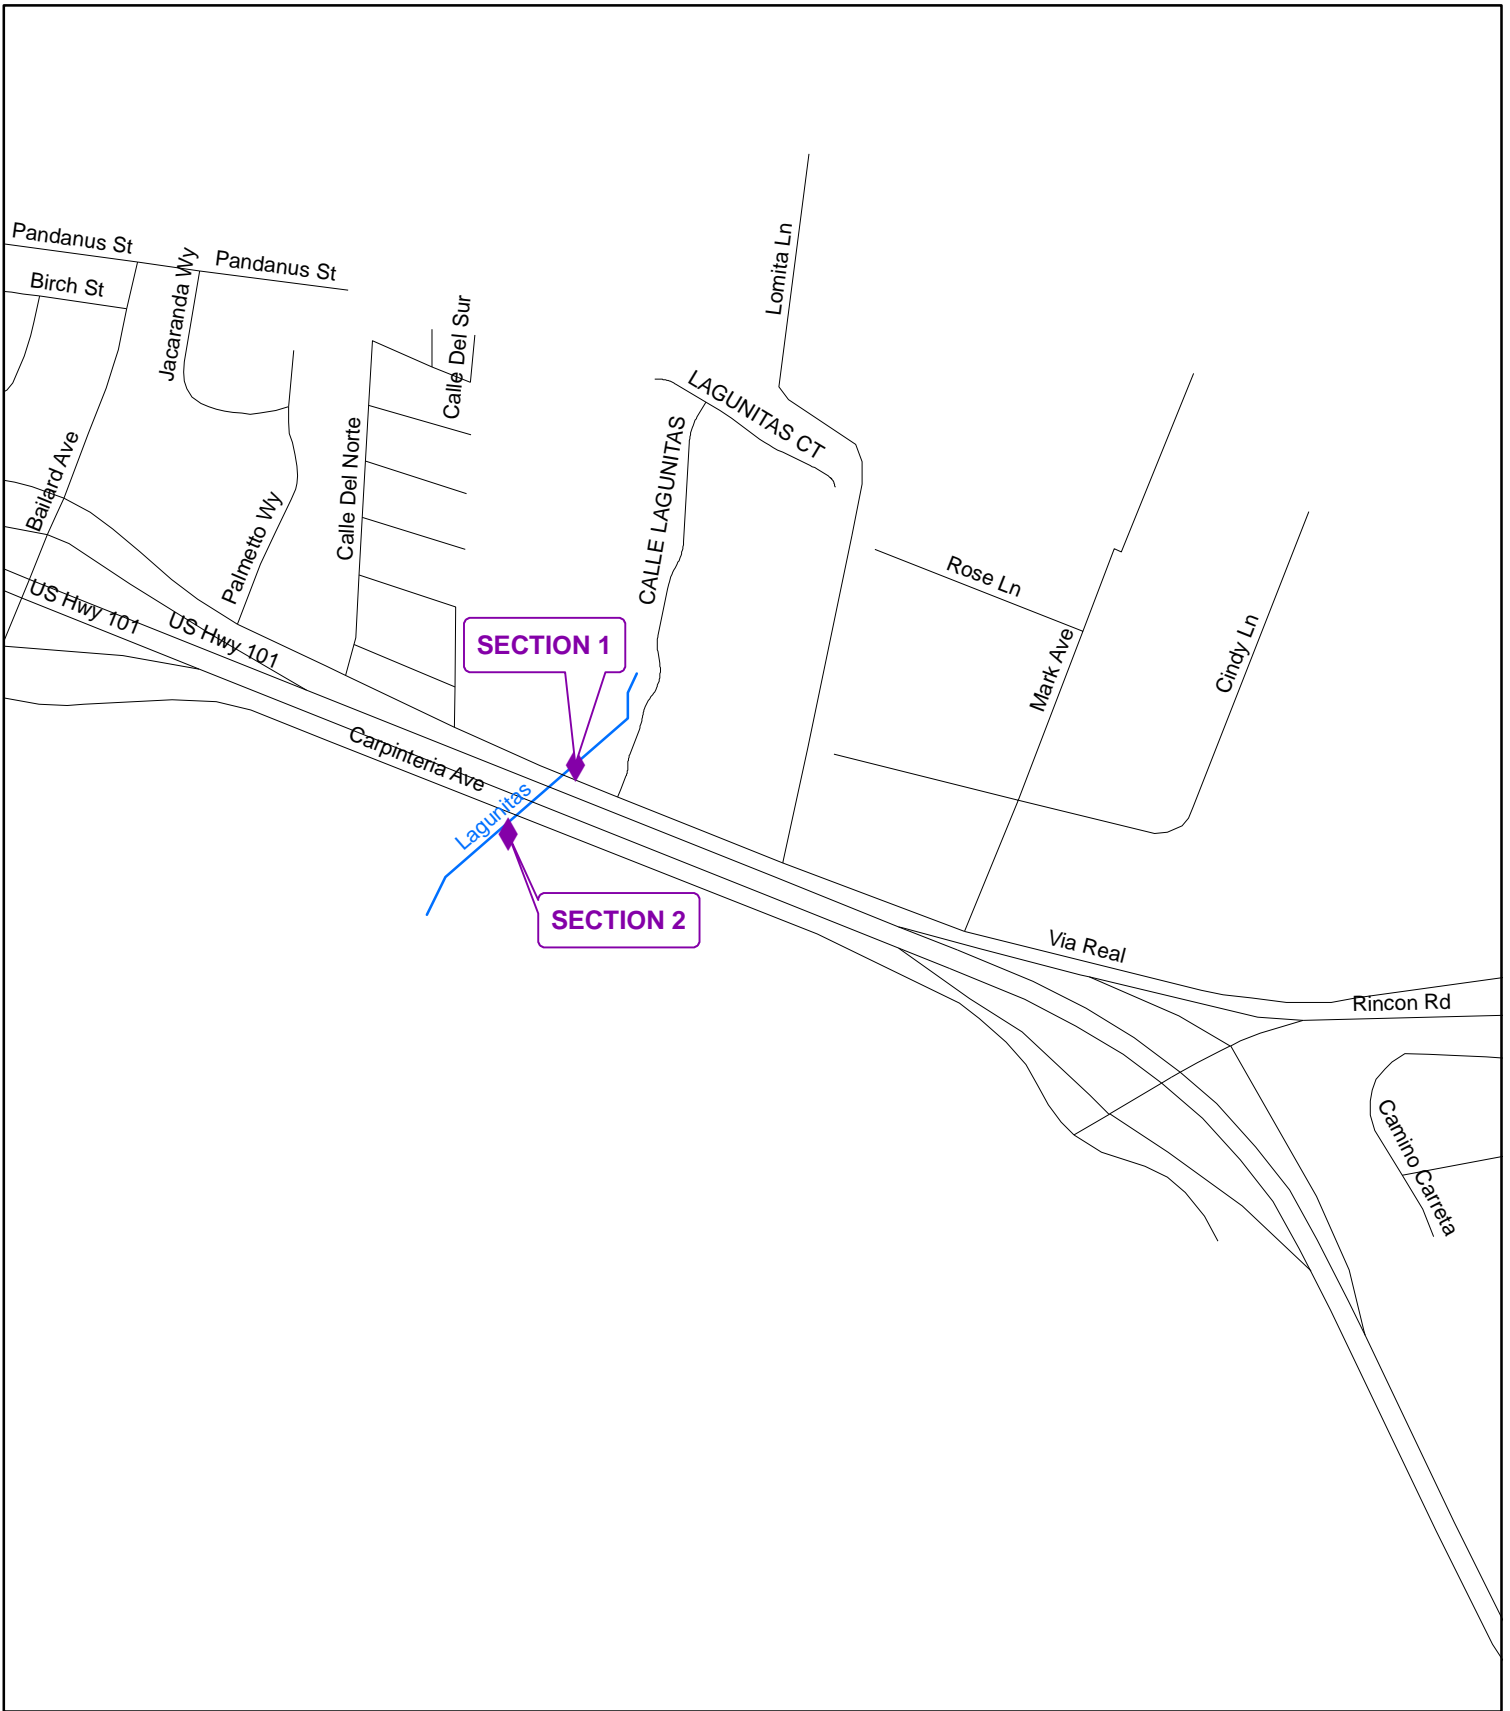 Pandanus St
Pandanus St
Birch St
Jacaranda Wy
Lomita Ln
Calle Del Sur
LAGUNITAS CT
CALLE LAGUNITAS
Calle Del Norte
Bailard Ave
Palmetto Wy
Rose Ln
US Hwy 101
US Hwy 101
SECTION 1
Mark Ave
Cindy Ln
Carpinteria Ave
Lagunitas
SECTION 2
Via Real
Rincon Rd
Camino Carreta